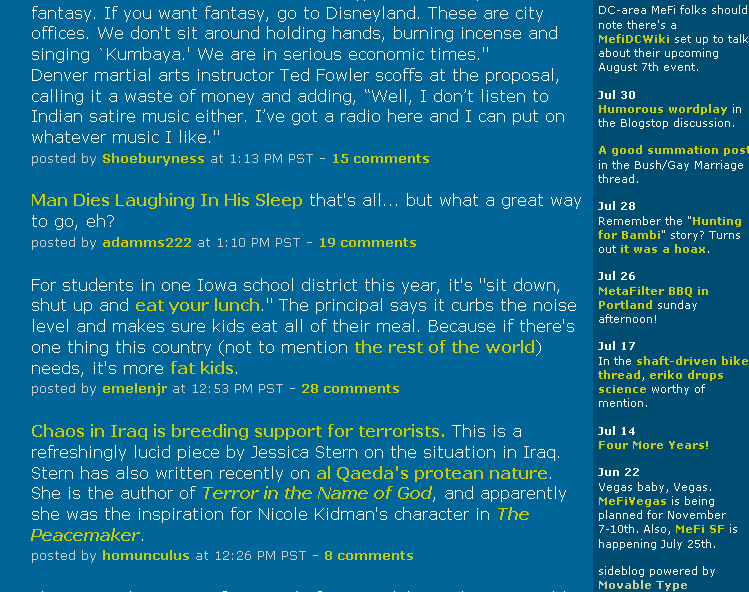 fantasy. If you want fantasy, go to Disneyland. These are city
offices. We don't sit around holding hands, burning incense and
singing `Kumbaya.' We are in serious economic times."
Denver martial arts instructor Ted Fowler scoffs at the proposal,
calling it a waste of money and adding, “Well, I don’t listen to
Indian satire music either. I’ve got a radio here and I can put on
whatever music I like."
posted by Shoeburyness at 1:13 PM PST - 15 comments
Man Dies Laughing In His Sleep that's all... but what a great way
to go, eh?
posted by adamms222 at 1:10 PM PST - 19 comments
For students in one Iowa school district this year, it's "sit down,
shut up and eat your lunch." The principal says it curbs the noise
level and makes sure kids eat all of their meal. Because if there's
one thing this country (not to mention the rest of the world)
needs, it's more fat kids.
posted by emelenjr at 12:53 PM PST - 28 comments
Chaos in Iraq is breeding support for terrorists. This is a
refreshingly lucid piece by Jessica Stern on the situation in Iraq.
Stern has also written recently on al Qaeda's protean nature.
She is the author of Terror in the Name of God, and apparently
she was the inspiration for Nicole Kidman's character in The
Peacemaker.
posted by homunculus at 12:26 PM PST - 8 comments
DC-area MeFi folks should
note there's a
MefiDCWiki set up to talk
about their upcoming
August 7th event.
Jul 30
Humorous wordplay in
the Blogstop discussion.
A good summation post
in the Bush/Gay Marriage
thread.
Jul 28
Remember the "Hunting
for Bambi" story? Turns
out it was a hoax.
Jul 26
MetaFilter BBQ in
Portland sunday
afternoon!
Jul 17
In the shaft-driven bike
thread, eriko drops
science worthy of
mention.
Jul 14
Four More Years!
Jun 22
Vegas baby, Vegas.
MeFiVegas is being
planned for November
7-10th. Also, MeFi SF is
happening July 25th.
sideblog powered by
Movable Type